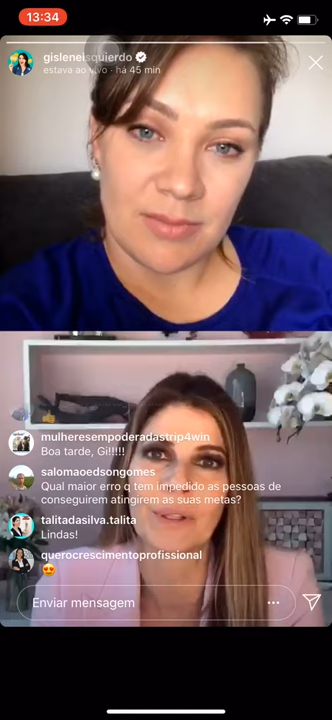 13:34
gisleneisquierdo
estava ao vivo · há 45 min
mulheresempoderadastrip4win
Boa tarde, Gi!!!!!
salomaoedsongomes
Qual maior erro q tem impedido as pessoas de
conseguirem atingirem as suas metas?
talitadasilva.talita
Lindas!
querocrescimentoprofissional
😍
Enviar mensagem